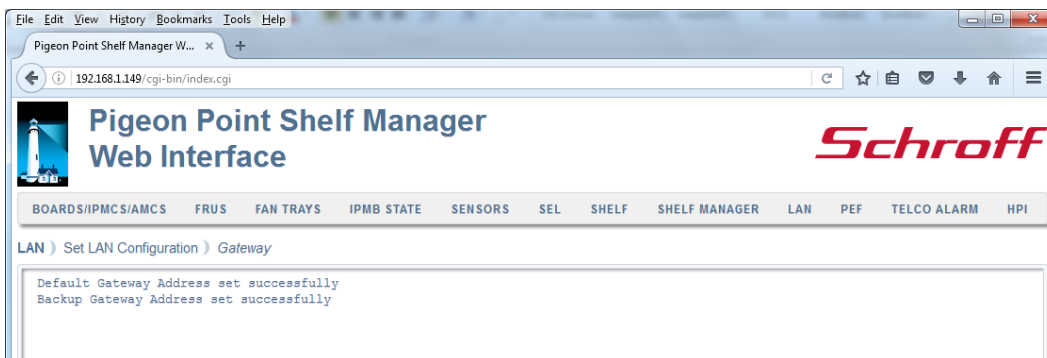 File Edit View History Bookmarks Tools Help
Pigeon Point Shelf Manager W... × +
192.168.1.149/cgi-bin/index.cgi
Pigeon Point Shelf Manager
Web Interface
Schroff
BOARDS/IPMCS/AMCS FRUS FAN TRAYS IPMB STATE SENSORS SEL SHELF SHELF MANAGER LAN PEF TELCO ALARM HPI
LAN ) Set LAN Configuration ) Gateway
Default Gateway Address set successfully
Backup Gateway Address set successfully